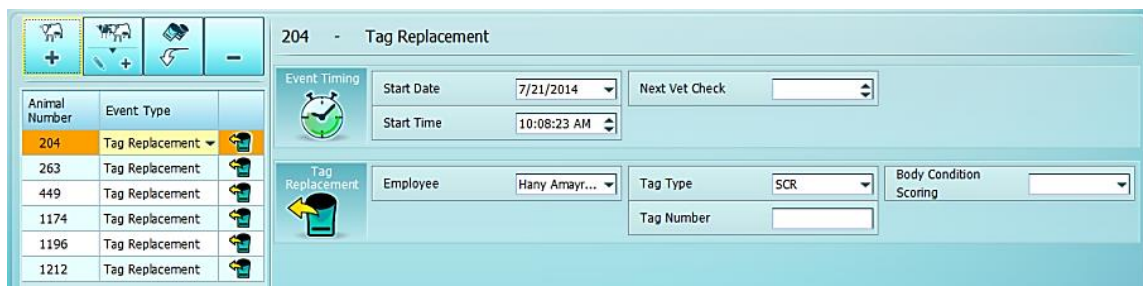 204 - Tag Replacement
Event Timing
Start Date 7/21/2014 Next Vet Check
Start Time 10:08:23 AM
Animal Number Event Type
204 Tag Replacement
263 Tag Replacement
449 Tag Replacement
1174 Tag Replacement
1196 Tag Replacement
1212 Tag Replacement
Tag Replacement
Employee Hany Amayr... Tag Type SCR Body Condition Scoring
Tag Number